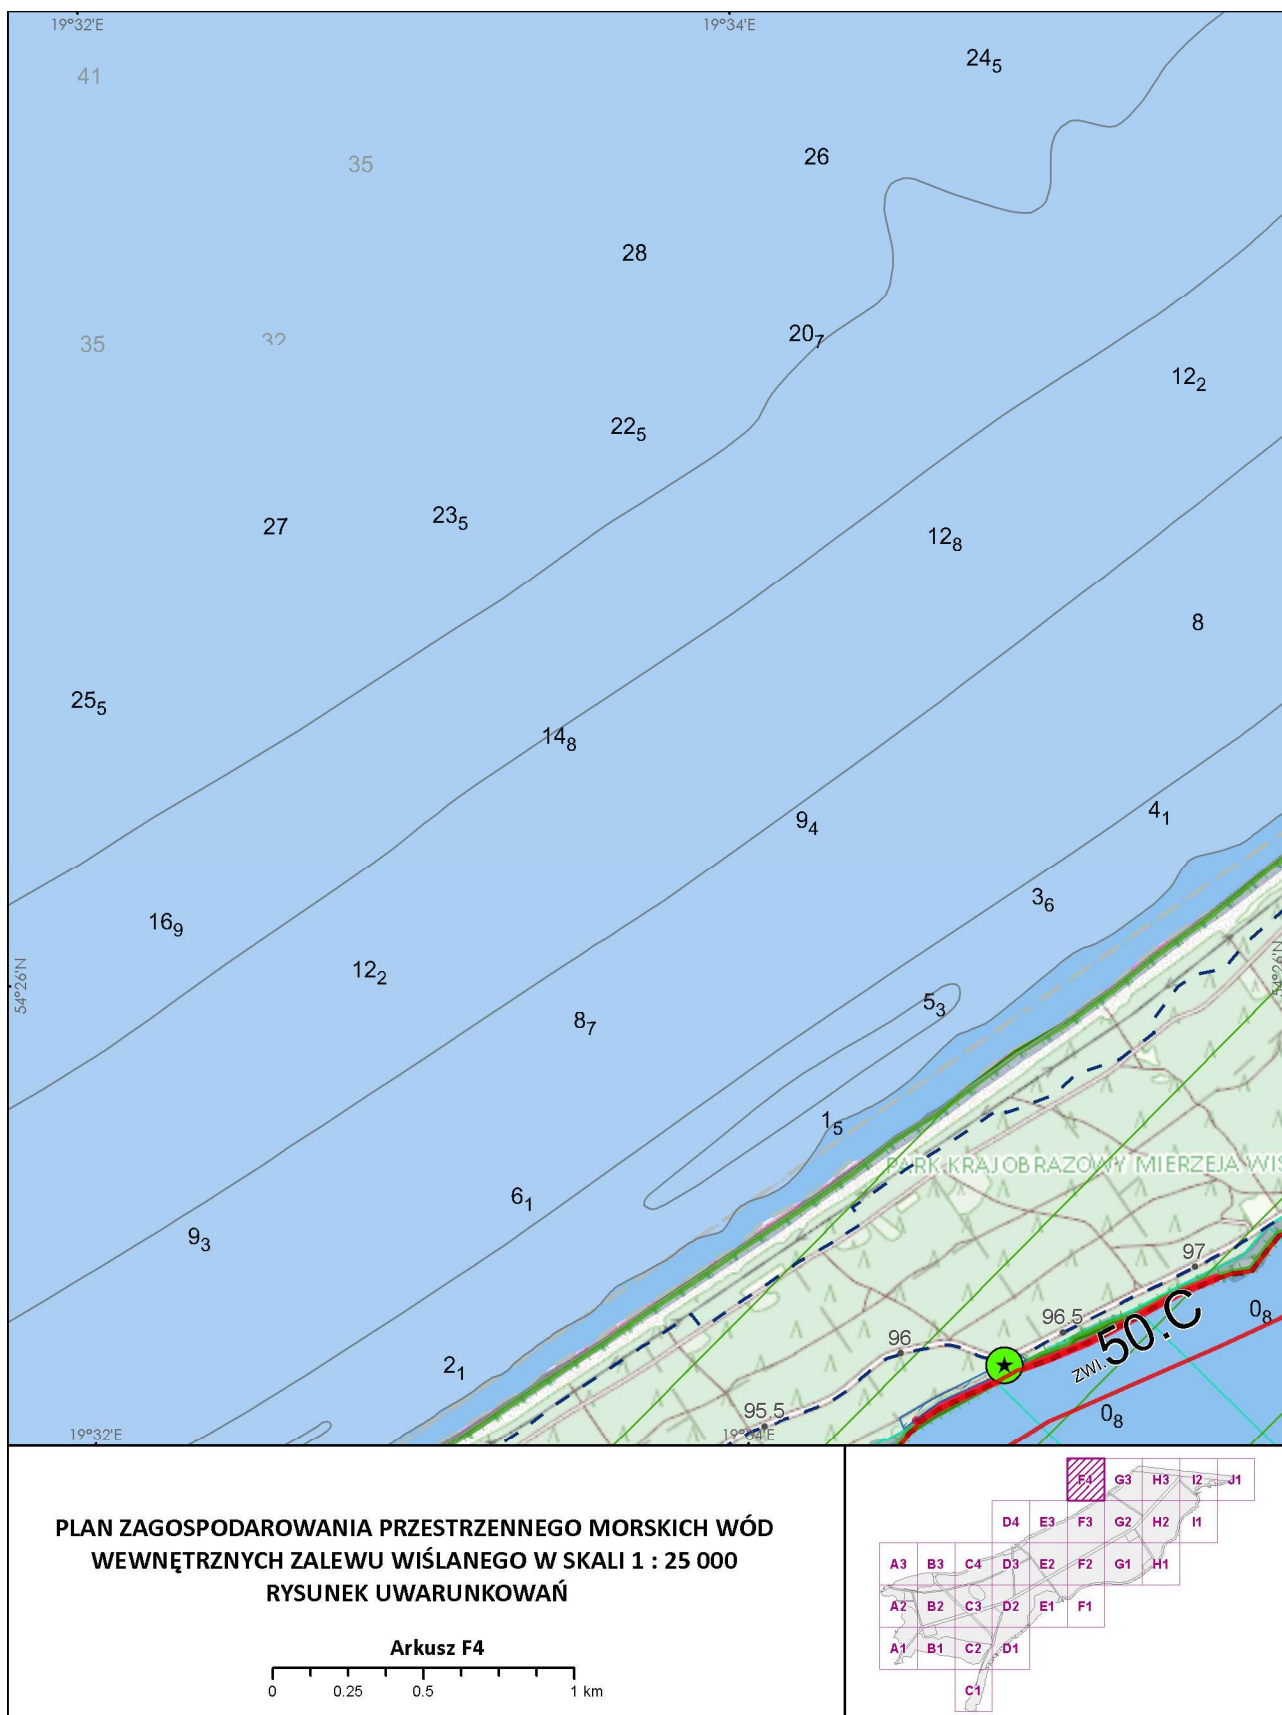 19°32'E
19°34'E
41
24₅
35
26
28
35
32
20₇
12₂
22₅
27
23₅
12₈
8
25₅
14₈
9₄
4₁
3₆
16₉
12₂
54°26'N
54°26'N
5₃
8₇
1₅
PARK KRAJOBRAZOWY MIERZEJA WIŚ
6₁
9₃
97
96.5
0₈
ZWI.50.C
96
2₁
95.5
0₈
19°32'E
19°34'E
PLAN ZAGOSPODAROWANIA PRZESTRZENNEGO MORSKICH WÓD
WEWNĘTRZNYCH ZALEWU WIŚLANEGO W SKALI 1 : 25 000
RYSUNEK UWARUNKOWAŃ
Arkusz F4
0 0.25 0.5 1 km
F4 G3 H3 I2 J1
D4 E3 F3 G2 H2 I1
A3 B3 C4 D3 E2 F2 G1 H1
A2 B2 C3 D2 E1 F1
A1 B1 C2 D1
C1